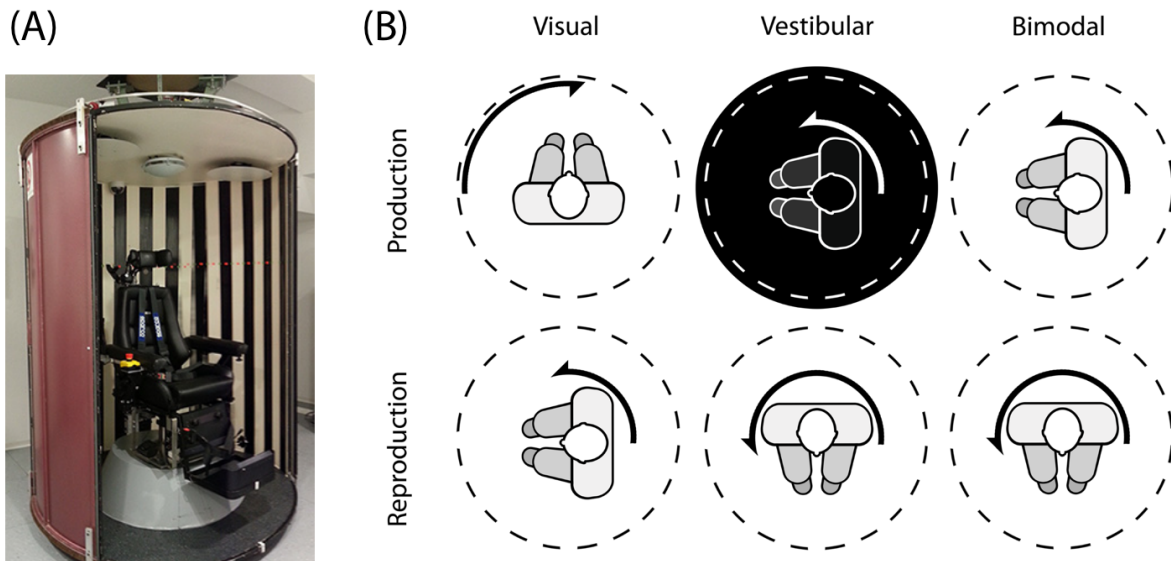 (A)
(B)
Visual
Vestibular
Bimodal
Production
Reproduction